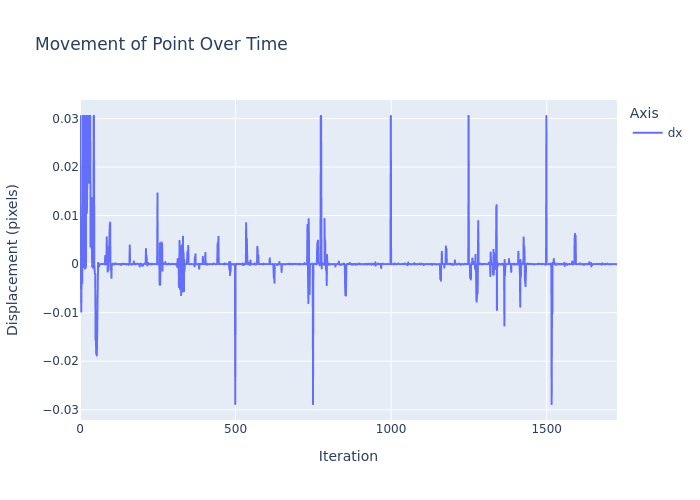 Movement of Point Over Time
Axis
dx
0.03
0.02
0.01
0
−0.01
−0.02
−0.03
Displacement (pixels)
0 500 1000 1500
Iteration